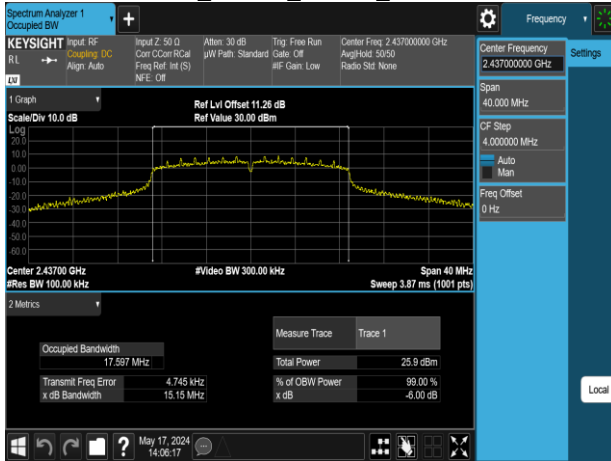 Spectrum Analyzer 1
Occupied BW
+
Frequency
KEYSIGHT
Input: RF
Coupling: DC
Align: Auto
Input Z: 50 Ω
Corr CCorr RCal
Freq Ref: Int (S)
NFE: Off
Atten: 30 dB
µW Path: Standard
Trig: Free Run
Gate: Off
#IF Gain: Low
Center Freq: 2.437000000 GHz
Avg|Hold: 50/50
Radio Std: None
RL
LXI
Center Frequency
2.437000000 GHz
Settings
Span
40.000 MHz
CF Step
4.000000 MHz
Auto
Man
Freq Offset
0 Hz
Local
1 Graph
Scale/Div 10.0 dB
Ref Lvl Offset 11.26 dB
Ref Value 30.00 dBm
Log
20.0
10.0
0.00
-10.0
-20.0
-30.0
-40.0
-50.0
-60.0
Center 2.43700 GHz
#Video BW 300.00 kHz
Span 40 MHz
#Res BW 100.00 kHz
Sweep 3.87 ms (1001 pts)
2 Metrics
Measure Trace
Trace 1
Occupied Bandwidth
17.597 MHz
Total Power
25.9 dBm
Transmit Freq Error
4.745 kHz
% of OBW Power
99.00 %
x dB Bandwidth
15.15 MHz
x dB
-6.00 dB
?
May 17, 2024
14:06:17